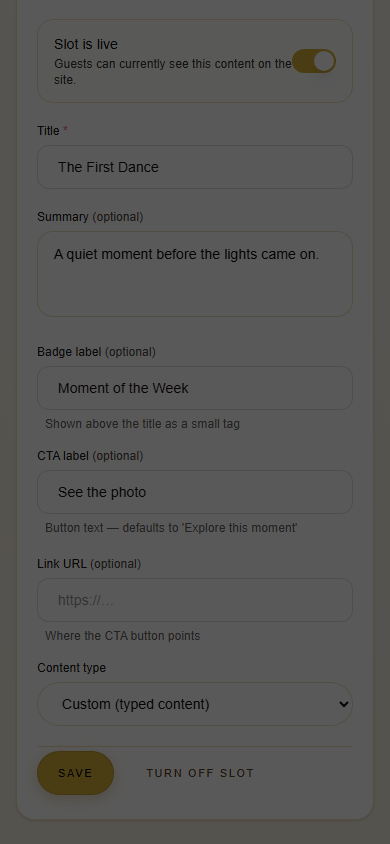 Slot is live
Guests can currently see this content on the
site.
Title *
The First Dance
Summary (optional)
A quiet moment before the lights came on.
Badge label (optional)
Moment of the Week
Shown above the title as a small tag
CTA label (optional)
See the photo
Button text — defaults to 'Explore this moment'
Link URL (optional)
https://...
Where the CTA button points
Content type
Custom (typed content)
SAVE
TURN OFF SLOT